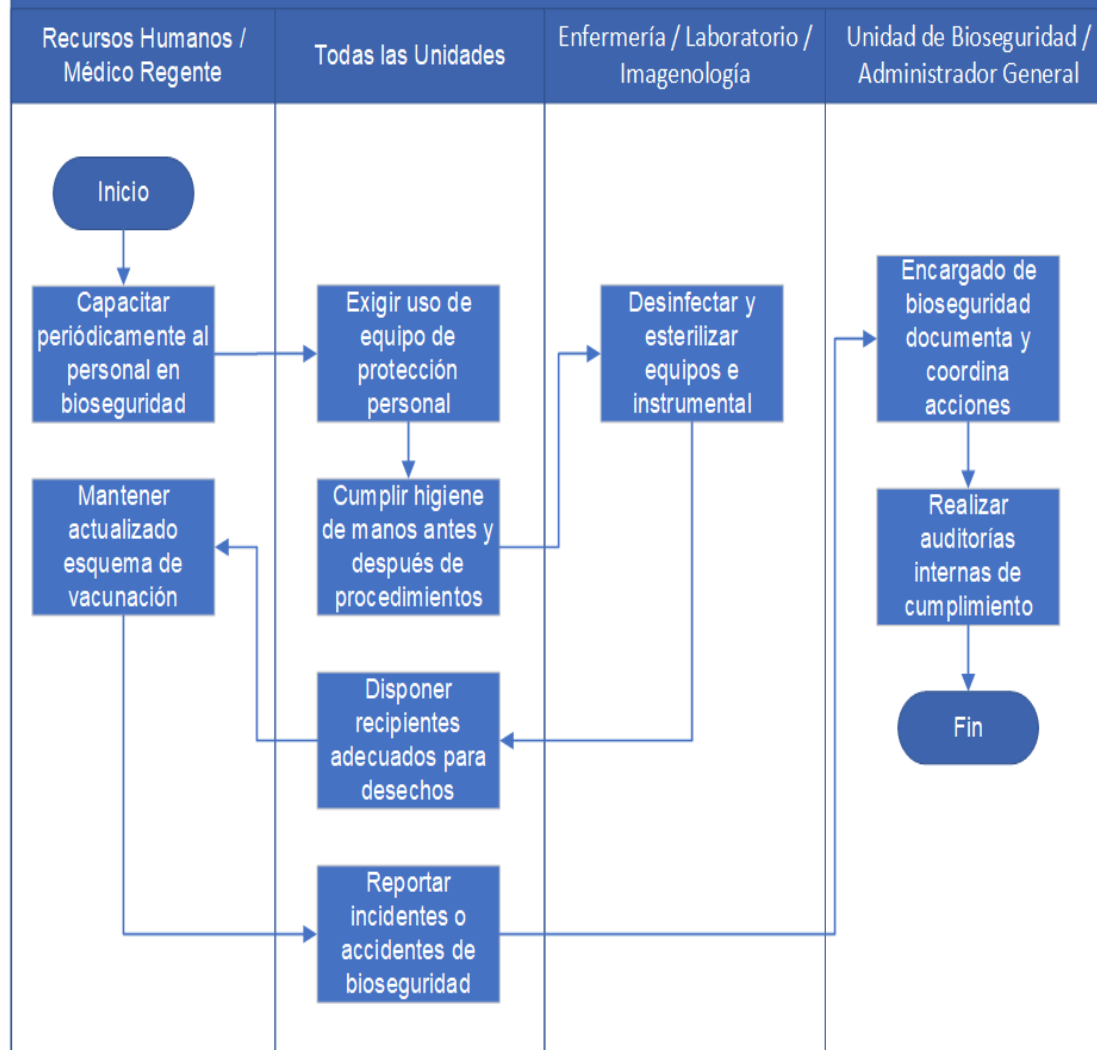 Recursos Humanos /
Médico Regente
Todas las Unidades
Enfermería / Laboratorio /
Imagenología
Unidad de Bioseguridad /
Administrador General
Inicio
Capacitar
periódicamente al
personal en
bioseguridad
Exigir uso de
equipo de
protección
personal
Desinfectar y
esterilizar
equipos e
instrumental
Encargado de
bioseguridad
documenta y
coordina
acciones
Mantener
actualizado
esquema de
vacunación
Cumplir higiene
de manos antes y
después de
procedimientos
Realizar
auditorías
internas de
cumplimiento
Disponer
recipientes
adecuados para
desechos
Fin
Reportar
incidentes o
accidentes de
bioseguridad